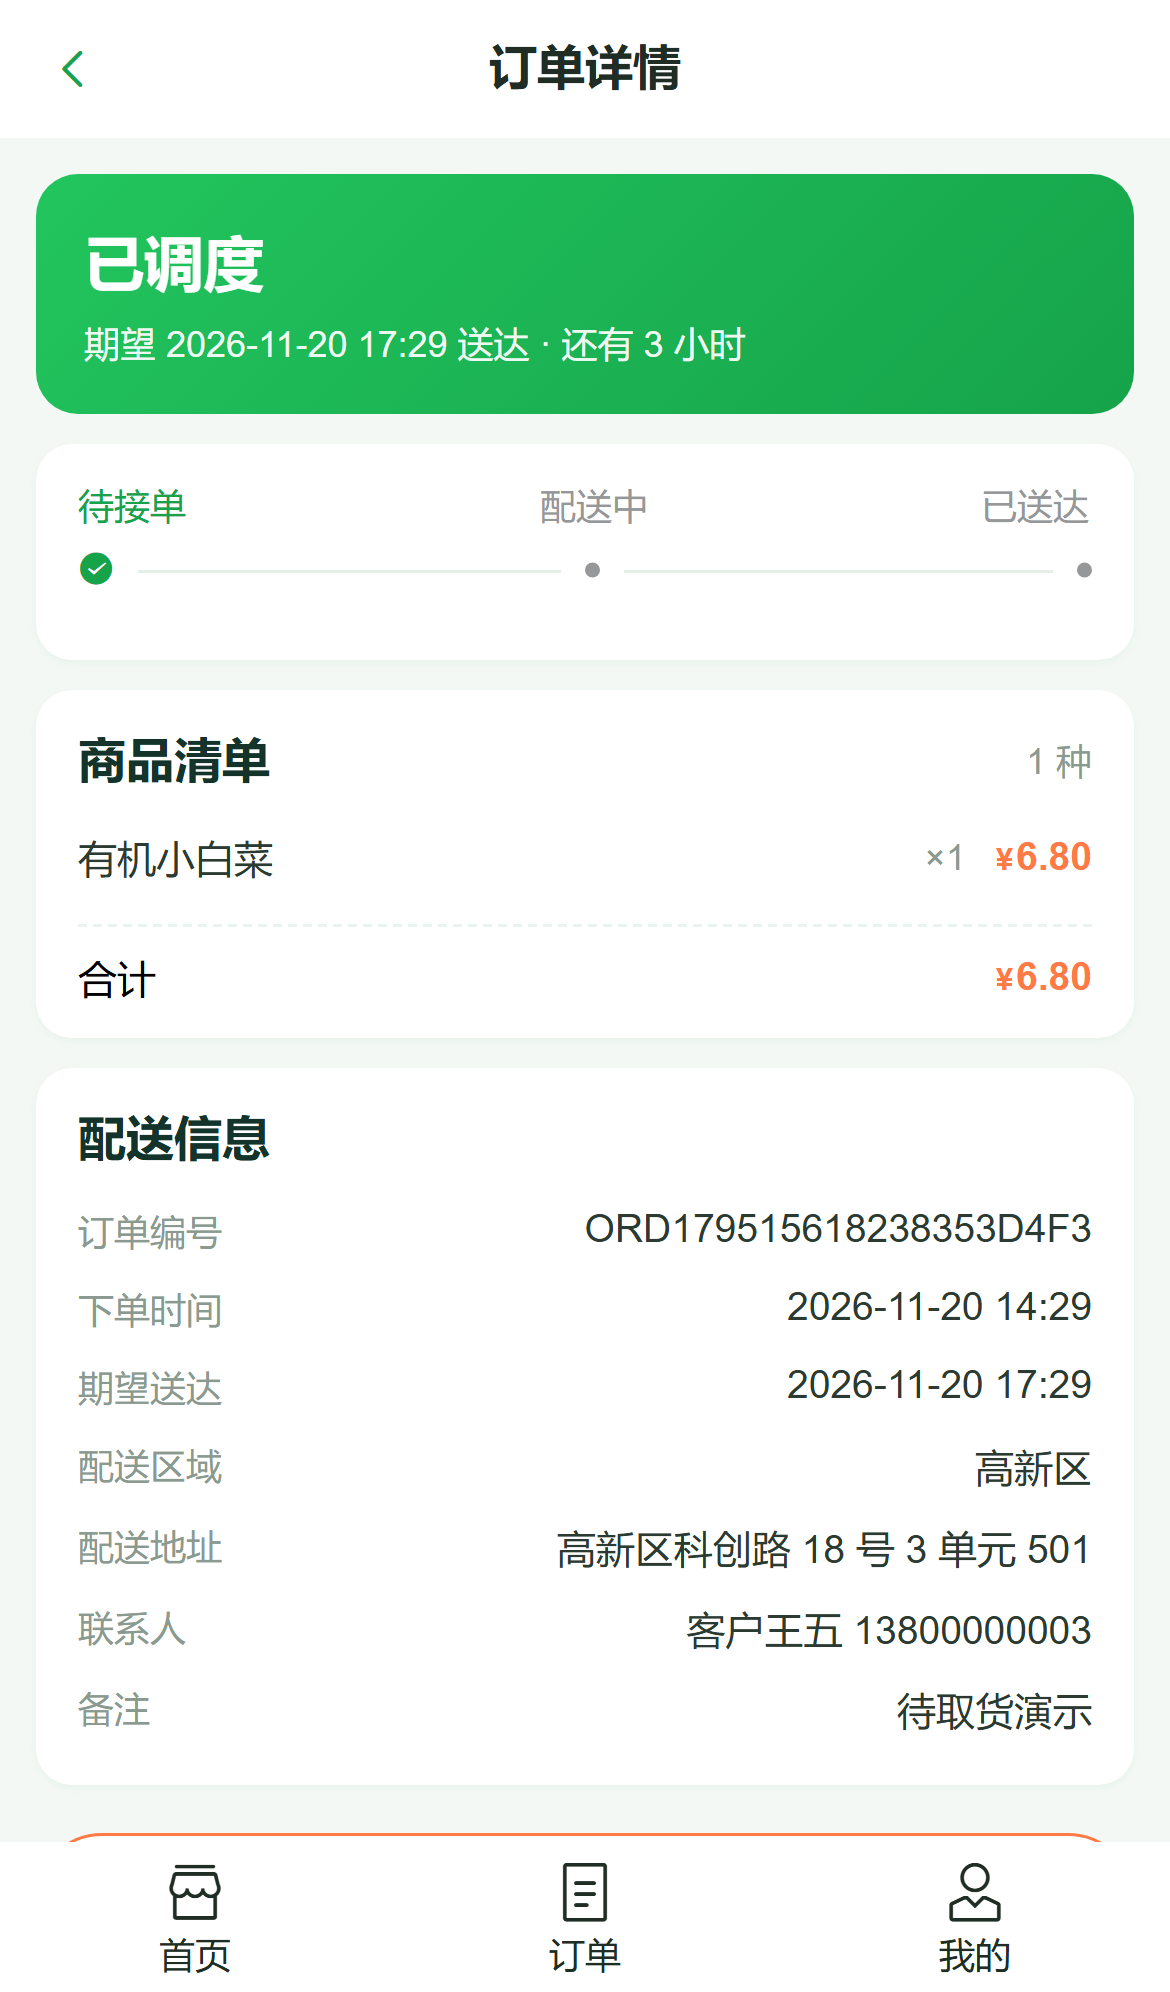 订单详情
已调度
期望 2026-11-20 17:29 送达 · 还有 3 小时
待接单 配送中 已送达
商品清单 1 种
有机小白菜 ×1 ¥6.80
合计 ¥6.80
配送信息
订单编号 ORD179515618238353D4F3
下单时间 2026-11-20 14:29
期望送达 2026-11-20 17:29
配送区域 高新区
配送地址 高新区科创路 18 号 3 单元 501
联系人 客户王五 13800000003
备注 待取货演示
首页 订单 我的